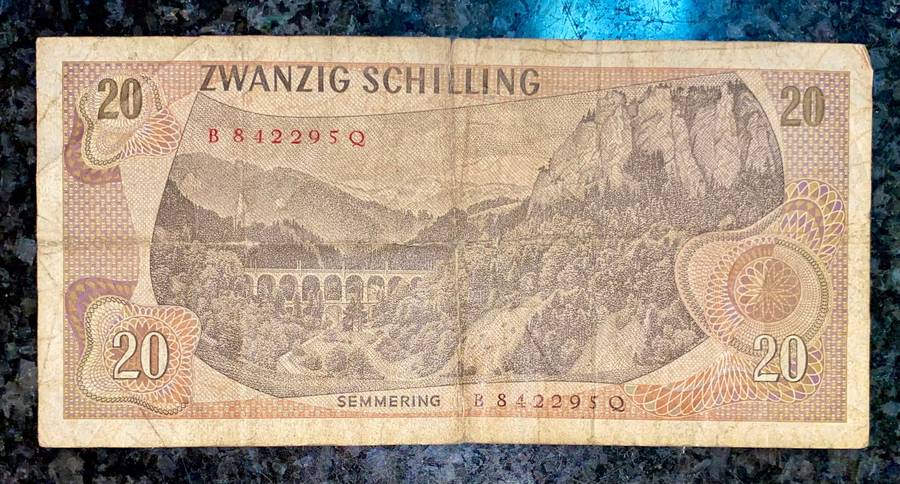 20 ZWANZIG SCHILLING 20
B 842295 Q
20 20
SEMMERING B 842295 Q